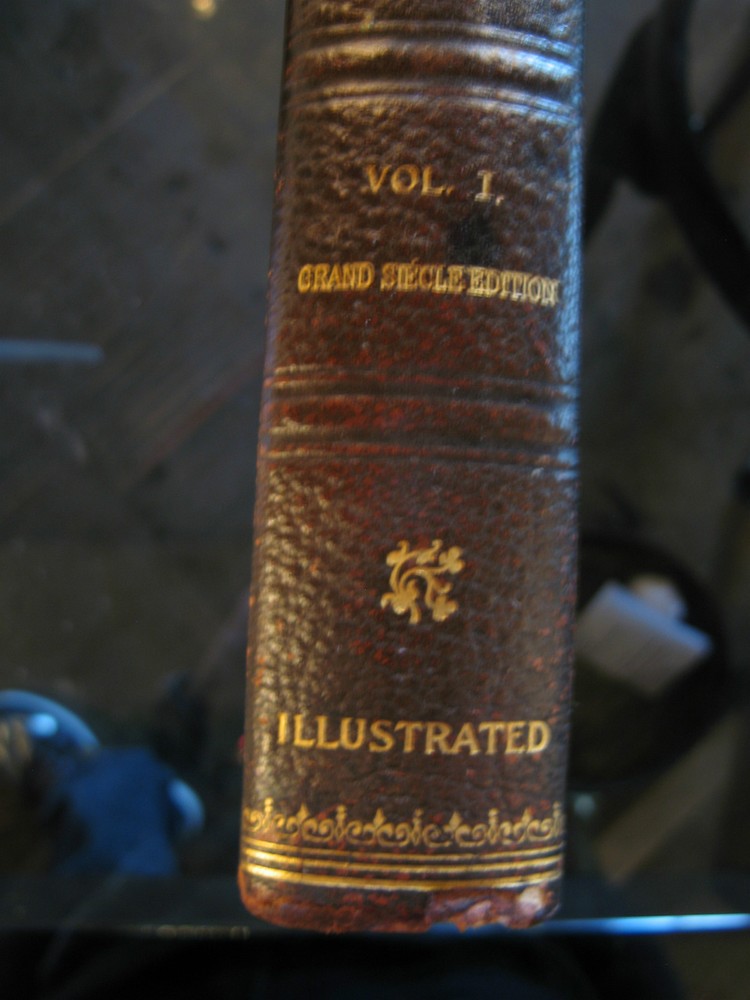 VOL. I.
GRAND SIÈCLE EDITION
ILLUSTRATED